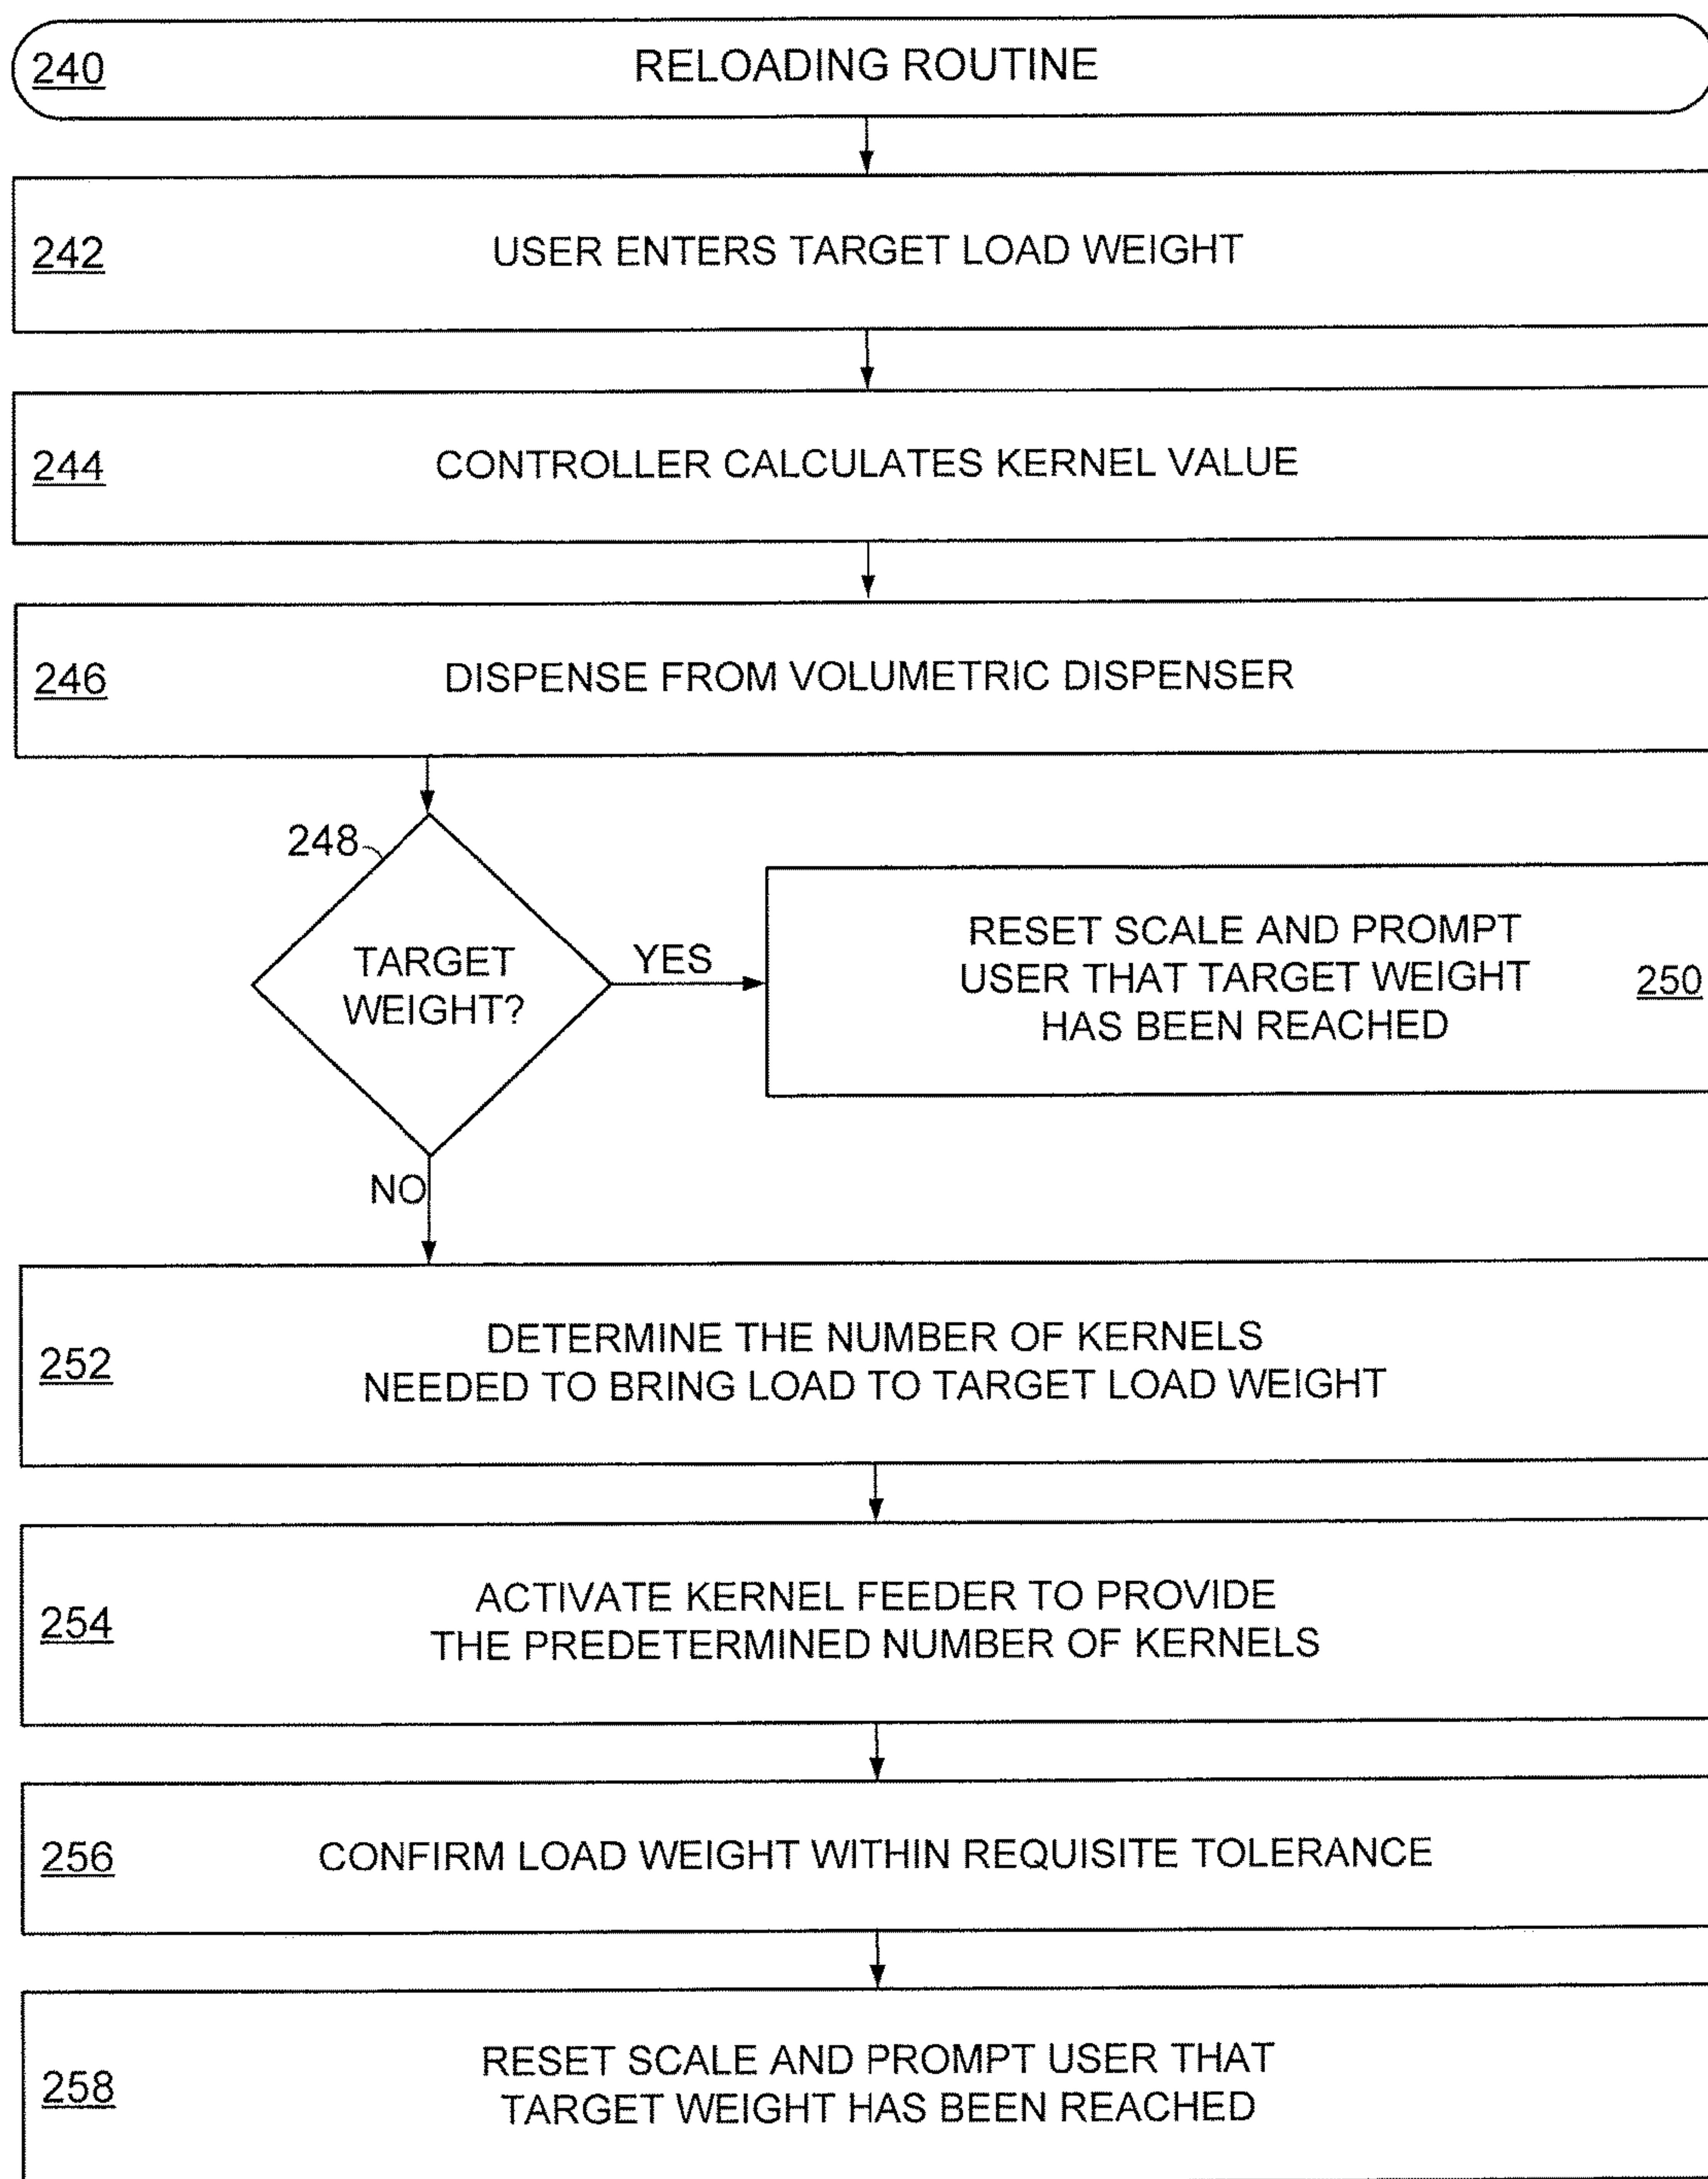 240 RELOADING ROUTINE
242 USER ENTERS TARGET LOAD WEIGHT
244 CONTROLLER CALCULATES KERNEL VALUE
246 DISPENSE FROM VOLUMETRIC DISPENSER
248
TARGET
WEIGHT?
YES
RESET SCALE AND PROMPT
USER THAT TARGET WEIGHT
HAS BEEN REACHED
250
NO
252
DETERMINE THE NUMBER OF KERNELS
NEEDED TO BRING LOAD TO TARGET LOAD WEIGHT
254
ACTIVATE KERNEL FEEDER TO PROVIDE
THE PREDETERMINED NUMBER OF KERNELS
256 CONFIRM LOAD WEIGHT WITHIN REQUISITE TOLERANCE
258
RESET SCALE AND PROMPT USER THAT
TARGET WEIGHT HAS BEEN REACHED